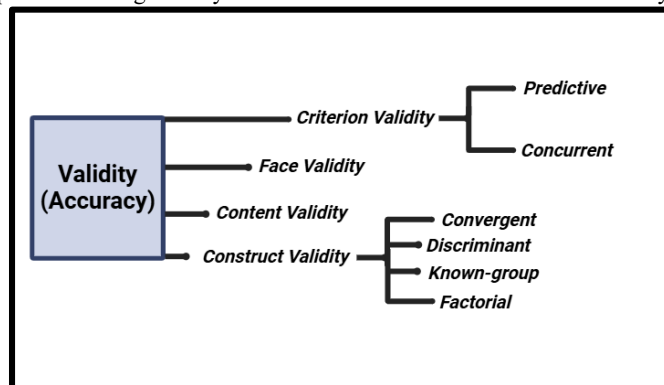 Validity
(Accuracy)
Criterion Validity
Predictive
Concurrent
Face Validity
Content Validity
Construct Validity
Convergent
Discriminant
Known-group
Factorial